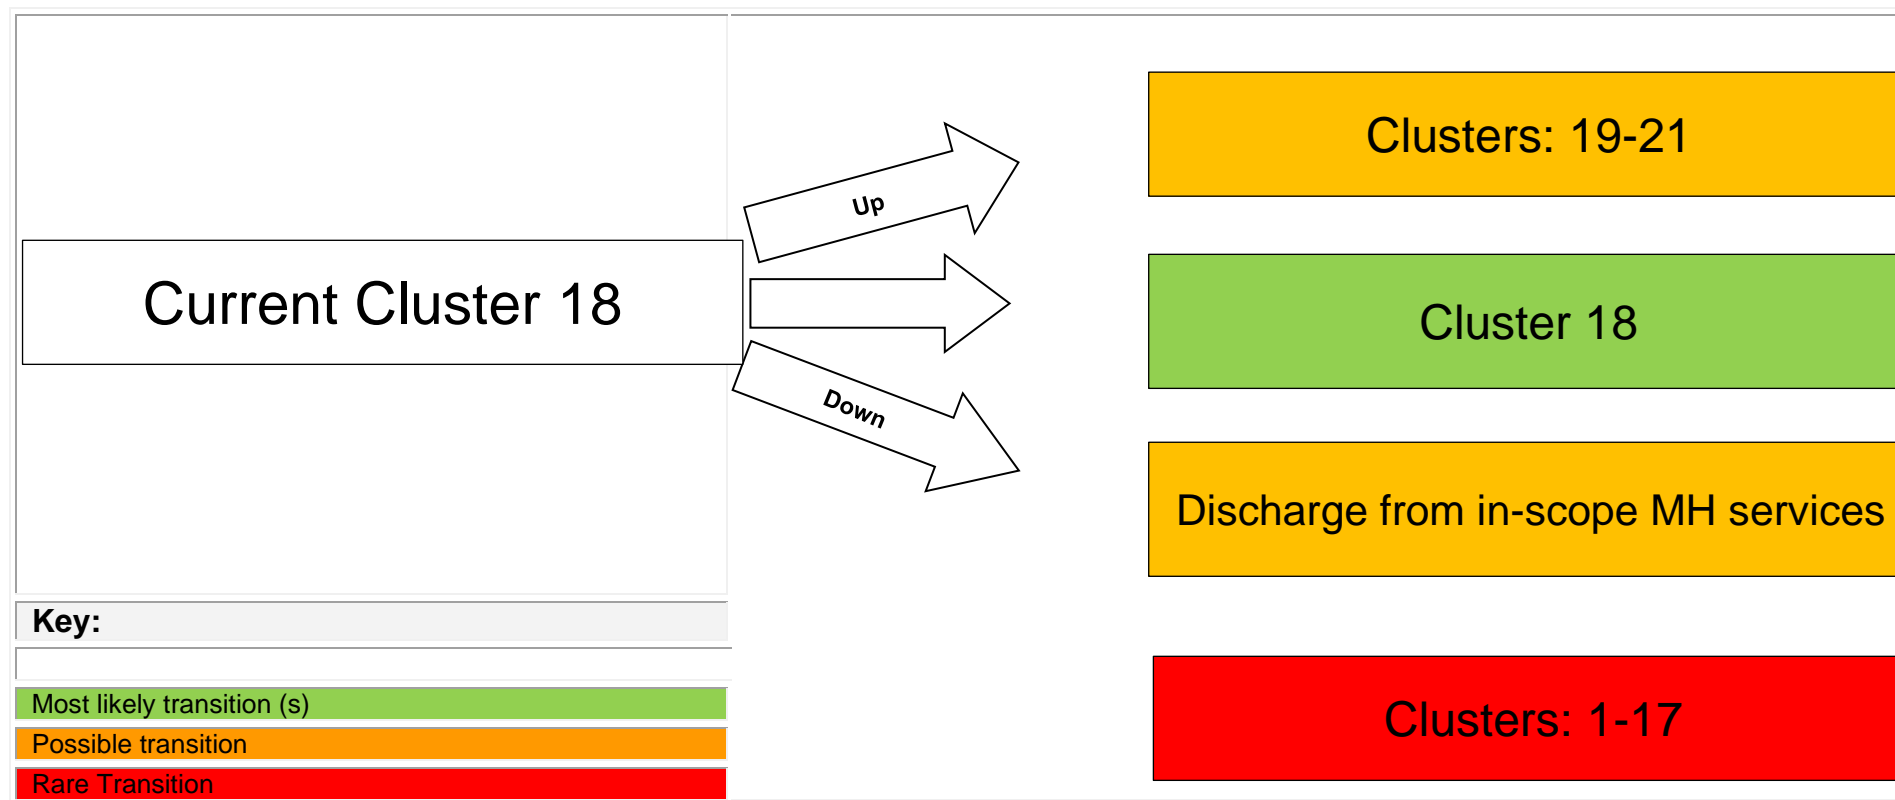 Clusters: 19-21
Up
Current Cluster 18
Cluster 18
Down
Discharge from in-scope MH services
Key:
Most likely transition (s)
Possible transition
Rare Transition
Clusters: 1-17